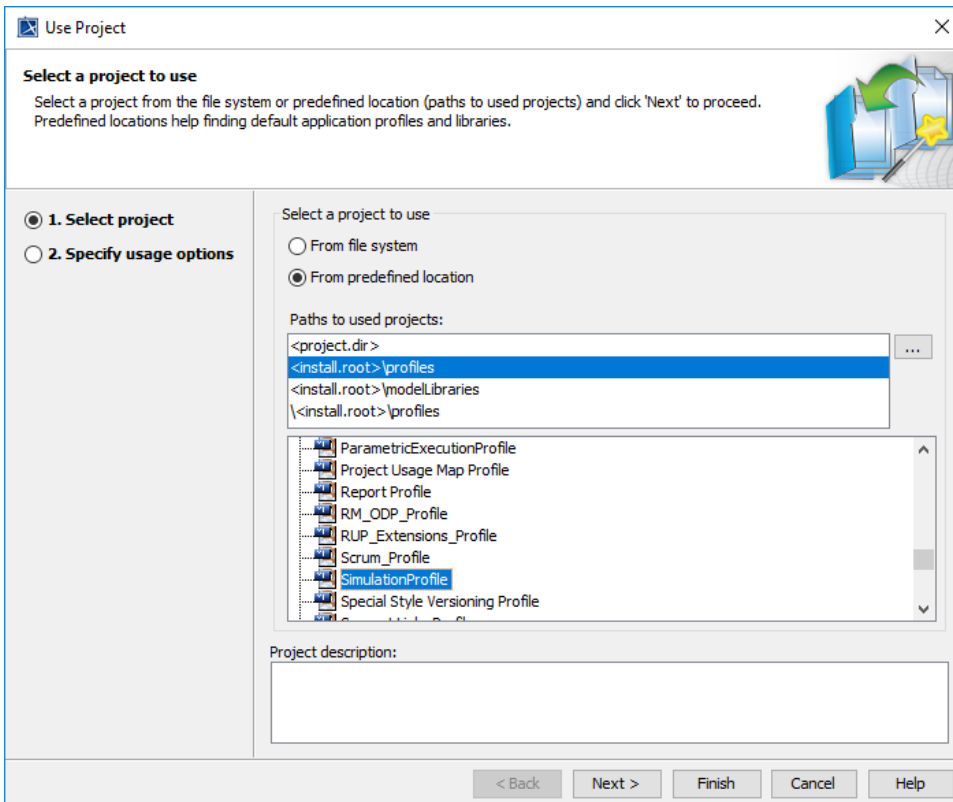 Use Project
Select a project to use
Select a project from the file system or predefined location (paths to used projects) and click 'Next' to proceed.
Predefined locations help finding default application profiles and libraries.
1. Select project
2. Specify usage options
Select a project to use
From file system
From predefined location
Paths to used projects:
<project.dir>
...
<install.root>\profiles
<install.root>\modelLibraries
\<install.root>\profiles
ParametricExecutionProfile
Project Usage Map Profile
Report Profile
RM_ODP_Profile
RUP_Extensions_Profile
Scrum_Profile
SimulationProfile
Special Style Versioning Profile
Project description:
< Back
Next >
Finish
Cancel
Help